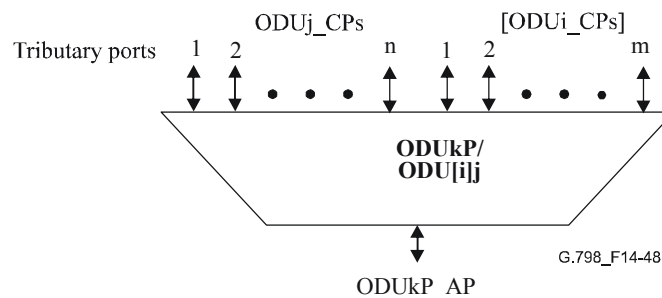 ODUj_CPs [ODUi_CPs]
Tributary ports 1 2 n 1 2 m
ODUkP/
ODU[i]j
G.798_F14-48
ODUkP_AP